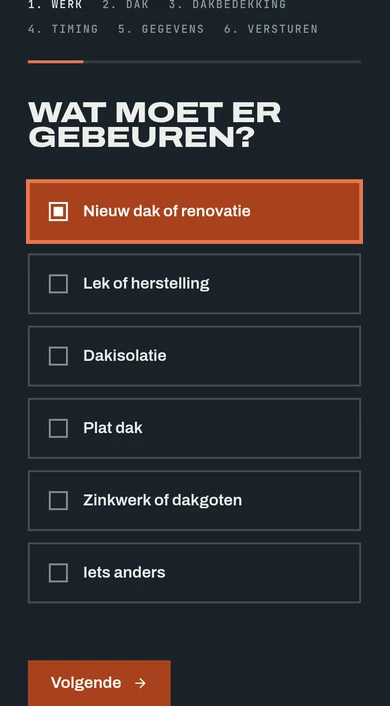 1. WERK 2. DAK 3. DAKBEDEKKING
4. TIMING 5. GEGEVENS 6. VERSTUREN
WAT MOET ER
GEBEUREN?
Nieuw dak of renovatie
Lek of herstelling
Dakisolatie
Plat dak
Zinkwerk of dakgoten
Iets anders
Volgende →